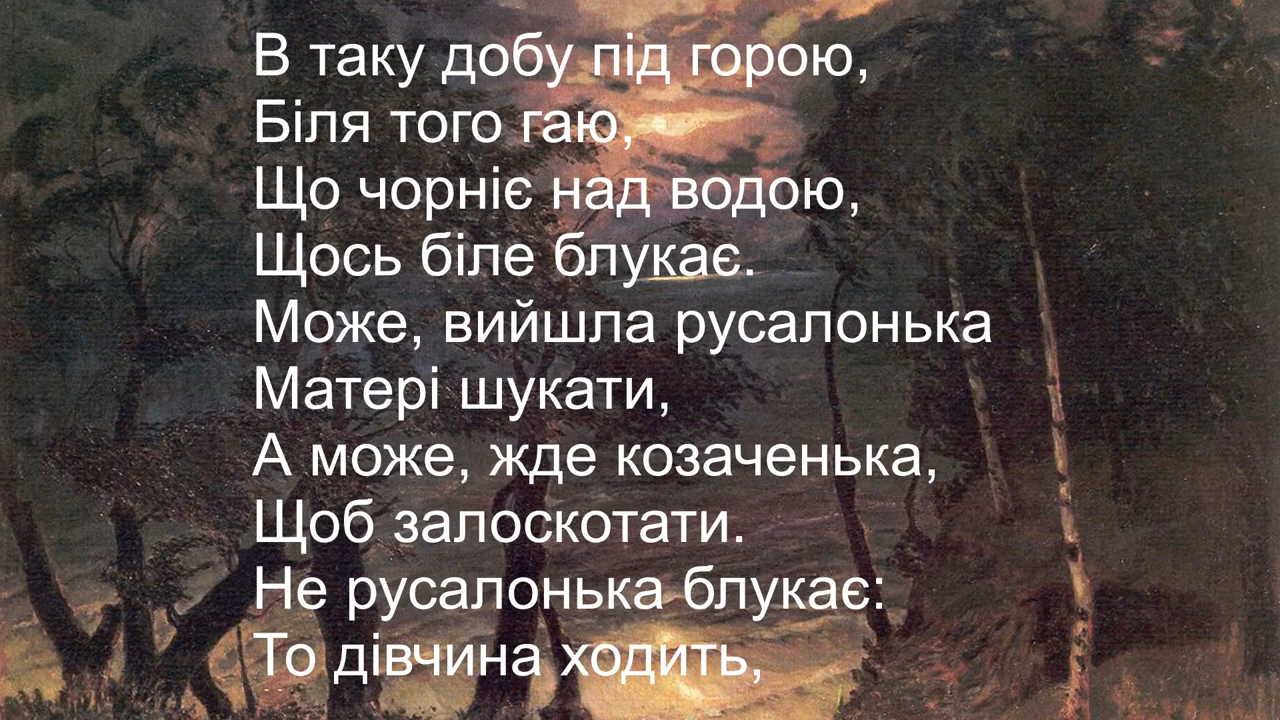 В таку добу під горою,
Біля того гаю,
Що чорніє над водою,
Щось біле блукає.
Може, вийшла русалонька
Матері шукати,
А може, жде козаченька,
Щоб залоскотати.
Не русалонька блукає:
То дівчина ходить,